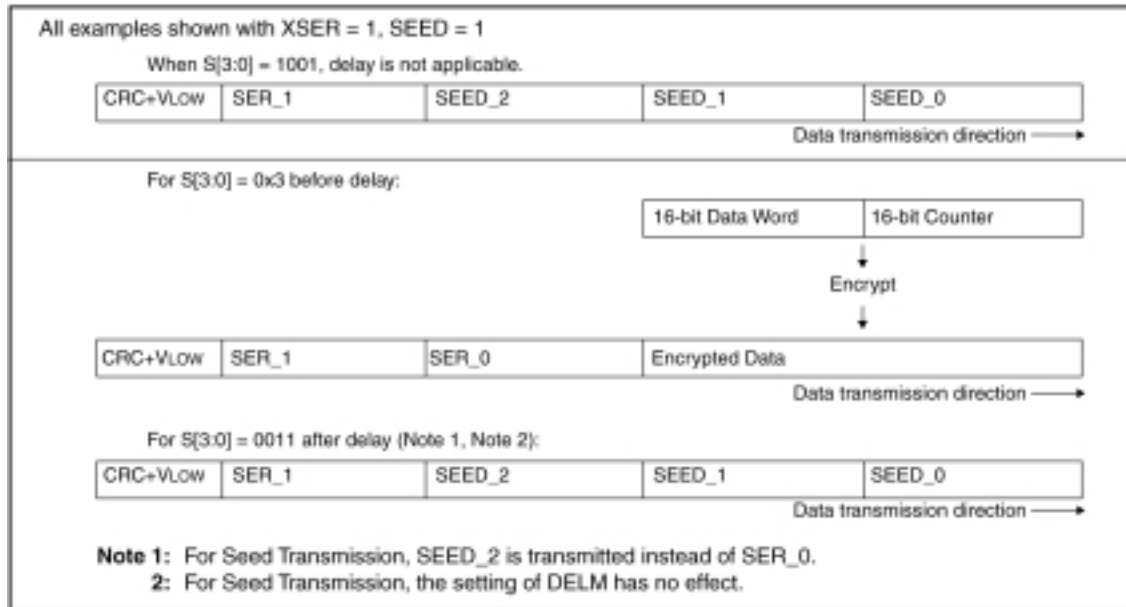 All examples shown with XSER = 1, SEED = 1
When S[3:0] = 1001, delay is not applicable.
CRC+VLOW SER_1 SEED_2 SEED_1 SEED_0
Data transmission direction
For S[3:0] = 0x3 before delay:
16-bit Data Word 16-bit Counter
Encrypt
CRC+VLOW SER_1 SER_0 Encrypted Data
Data transmission direction
For S[3:0] = 0011 after delay (Note 1, Note 2):
CRC+VLOW SER_1 SEED_2 SEED_1 SEED_0
Data transmission direction
Note 1: For Seed Transmission, SEED_2 is transmitted instead of SER_0.
2: For Seed Transmission, the setting of DELM has no effect.